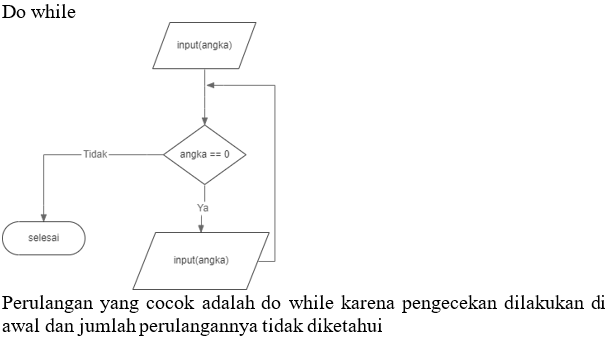 Do while
input(angka)
angka == 0
Tidak
Ya
selesai
input(angka)
Perulangan yang cocok adalah do while karena pengecekan dilakukan di
awal dan jumlah perulangannya tidak diketahui